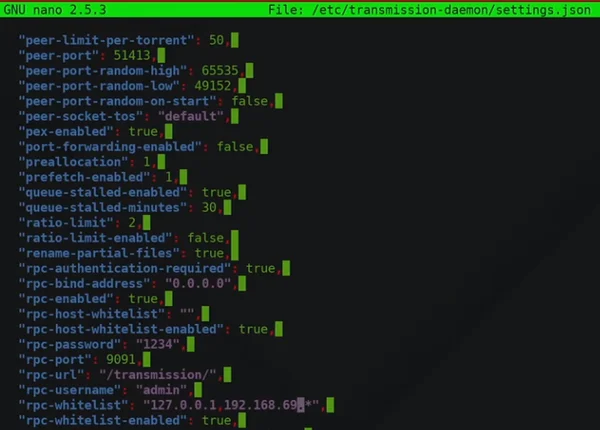 GNU nano 2.5.3 File: /etc/transmission-daemon/settings.json
"peer-limit-per-torrent": 50,
"peer-port": 51413,
"peer-port-random-high": 65535,
"peer-port-random-low": 49152,
"peer-port-random-on-start": false,
"peer-socket-tos": "default",
"pex-enabled": true,
"port-forwarding-enabled": false,
"preallocation": 1,
"prefetch-enabled": 1,
"queue-stalled-enabled": true,
"queue-stalled-minutes": 30,
"ratio-limit": 2,
"ratio-limit-enabled": false,
"rename-partial-files": true,
"rpc-authentication-required": true,
"rpc-bind-address": "0.0.0.0",
"rpc-enabled": true,
"rpc-host-whitelist": "",
"rpc-host-whitelist-enabled": true,
"rpc-password": "1234",
"rpc-port": 9091,
"rpc-url": "/transmission/",
"rpc-username": "admin",
"rpc-whitelist": "127.0.0.1,192.168.69.*",
"rpc-whitelist-enabled": true,